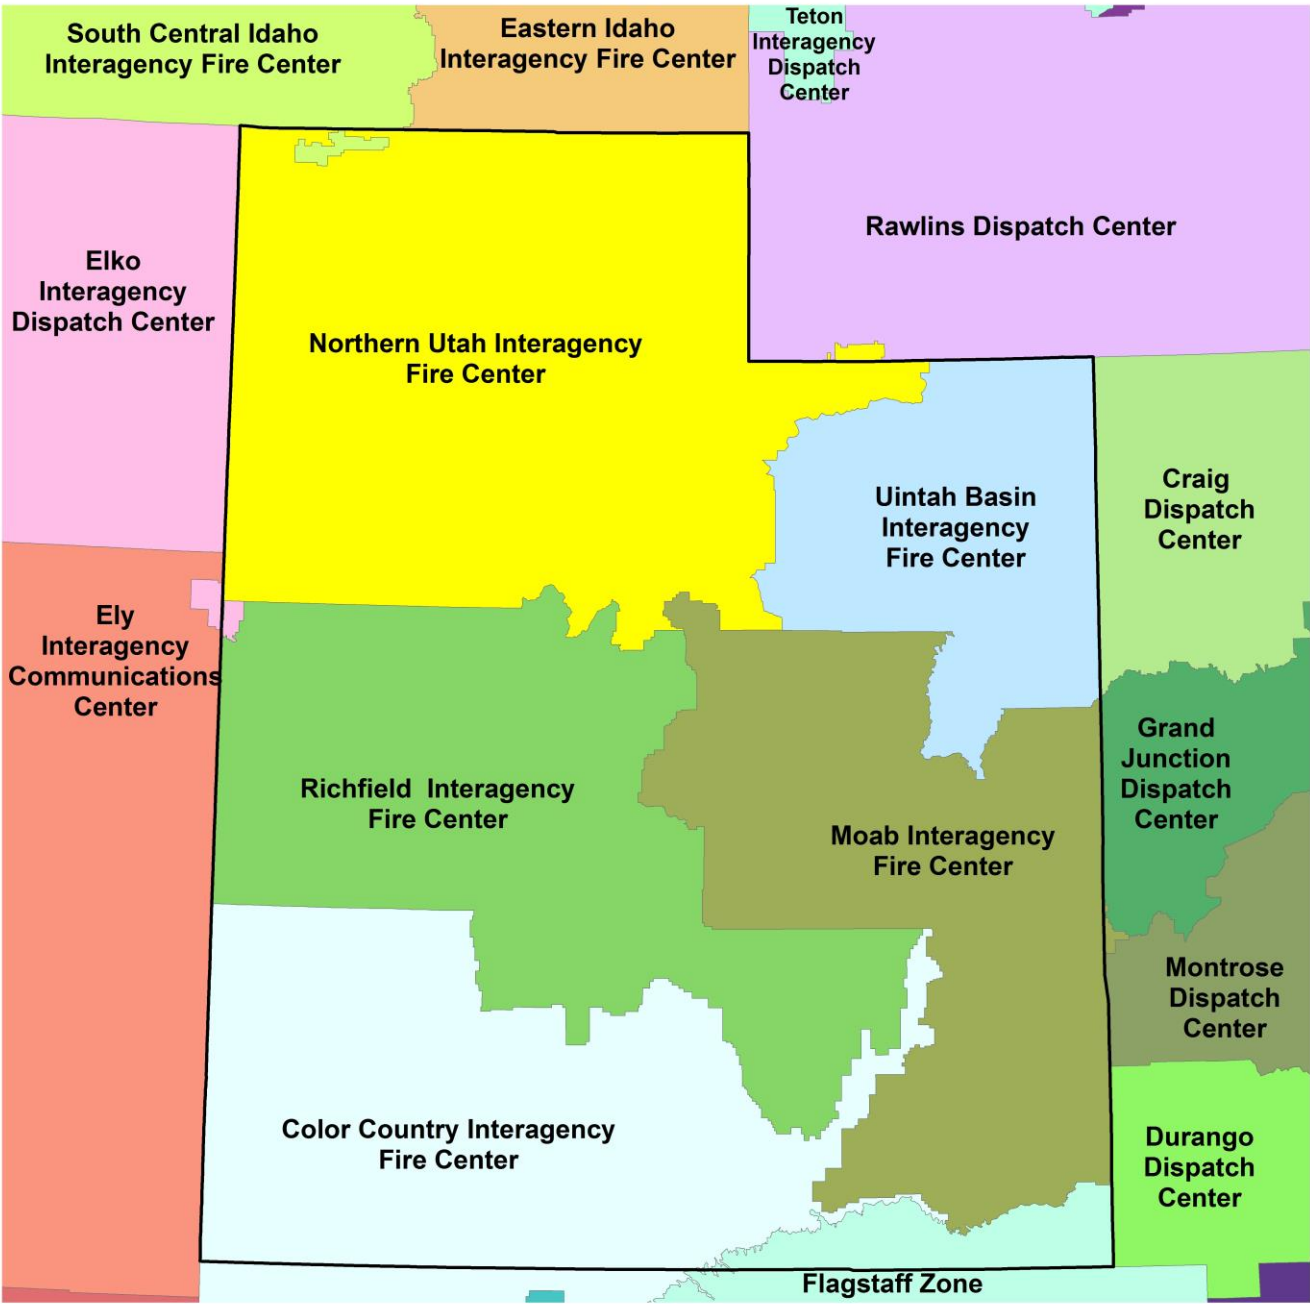 South Central Idaho
Interagency Fire Center
Eastern Idaho
Interagency Fire Center
Teton
Interagency
Dispatch
Center
Rawlins Dispatch Center
Elko
Interagency
Dispatch Center
Northern Utah Interagency
Fire Center
Uintah Basin
Interagency
Fire Center
Craig
Dispatch
Center
Ely
Interagency
Communications
Center
Richfield  Interagency
Fire Center
Moab Interagency
Fire Center
Grand
Junction
Dispatch
Center
Montrose
Dispatch
Center
Color Country Interagency
Fire Center
Durango
Dispatch
Center
Flagstaff Zone